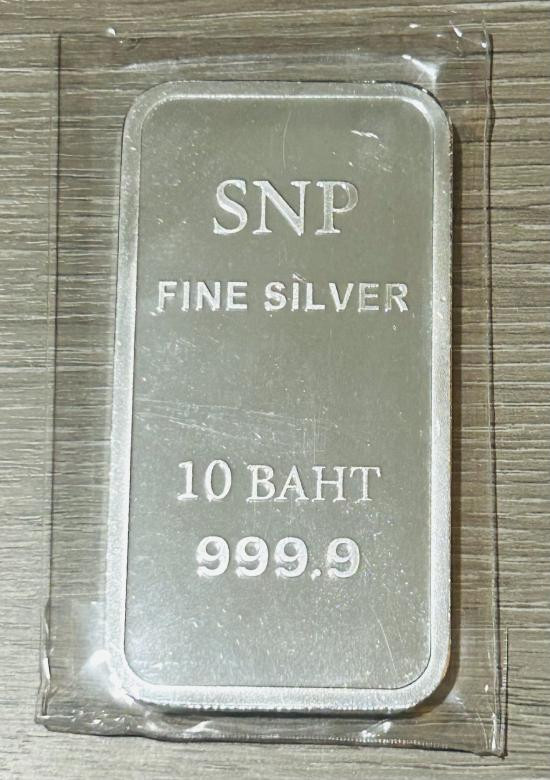 SNP
FINE SILVER
10 BAHT
999.9